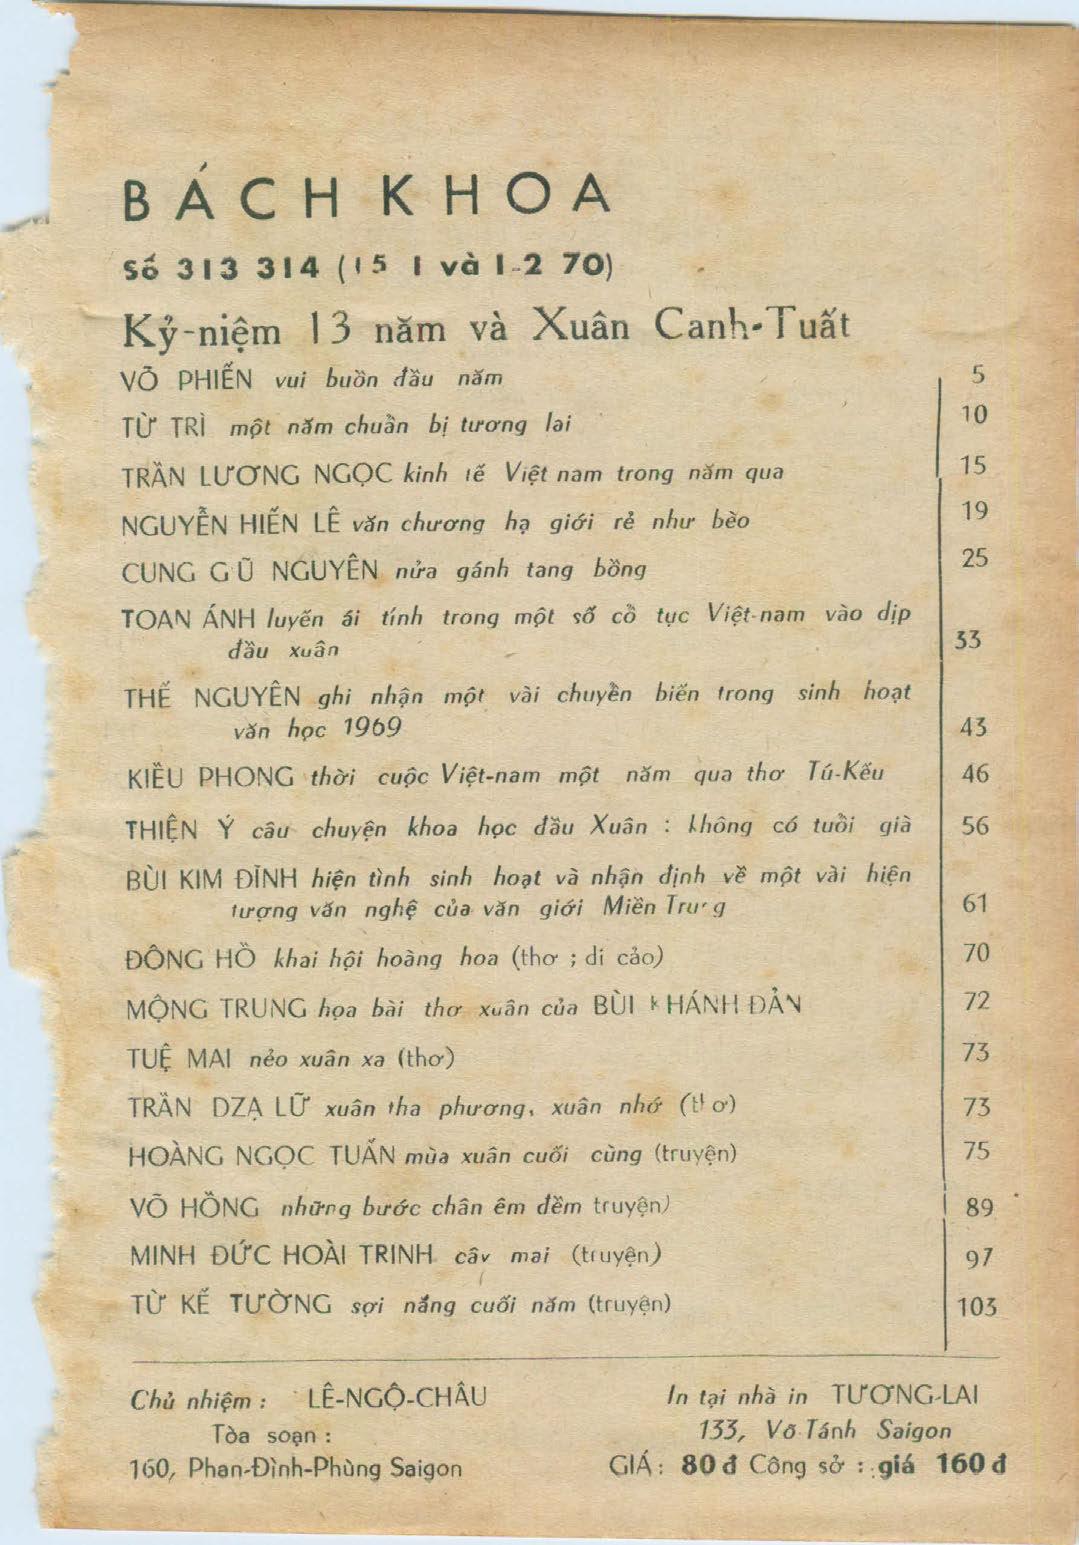 BÁCH KHOA
Số 313 314 (15 1 và 1-2 70)
Kỷ-niệm 13 năm và Xuân Canh-Tuất
VÕ PHIẾN vui buồn đầu năm 5
TỪ TRÌ một năm chuẩn bị tương lai 10
TRẦN LƯƠNG NGỌC kinh tế Việt nam trong năm qua 15
NGUYỄN HIẾN LÊ văn chương hạ giới rẻ như bèo 19
CUNG GIŨ NGUYÊN nửa gánh tang bồng 25
TOAN ÁNH luyến ái tính trong một số cổ tục Việt-nam vào dịp
đầu xuân 33
THẾ NGUYÊN ghi nhận một vài chuyển biến trong sinh hoạt
văn học 1969 43
KIỀU PHONG thời cuộc Việt-nam một năm qua thơ Tú-Kếu 46
THIỆN Ý câu chuyện khoa học đầu Xuân : không có tuổi già 56
BÙI KIM ĐĨNH hiện tình sinh hoạt và nhận định về một vài hiện
tượng văn nghệ của văn giới Miền Trung 61
ĐÔNG HỒ khai hội hoàng hoa (thơ ; di cảo) 70
MỘNG TRUNG họa bài thơ xuân của BÙI KHÁNH ĐẢN 72
TUỆ MAI nẻo xuân xa (thơ) 73
TRẦN DZẠ LỮ xuân tha phương, xuân nhớ (thơ) 73
HOÀNG NGỌC TUẤN mùa xuân cuối cùng (truyện) 75
VÕ HỒNG những bước chân êm đềm truyện) 89
MINH ĐỨC HOÀI TRINH cây mai (truyện) 97
TỪ KẾ TƯỜNG sợi nắng cuối năm (truyện) 103
Chủ nhiệm : LÊ-NGỘ-CHÂU
Tòa soạn :
160, Phan-Đình-Phùng Saigon
In tại nhà in TƯƠNG-LAI
133, Võ Tánh Saigon
GIÁ : 80đ Công sở : giá 160đ